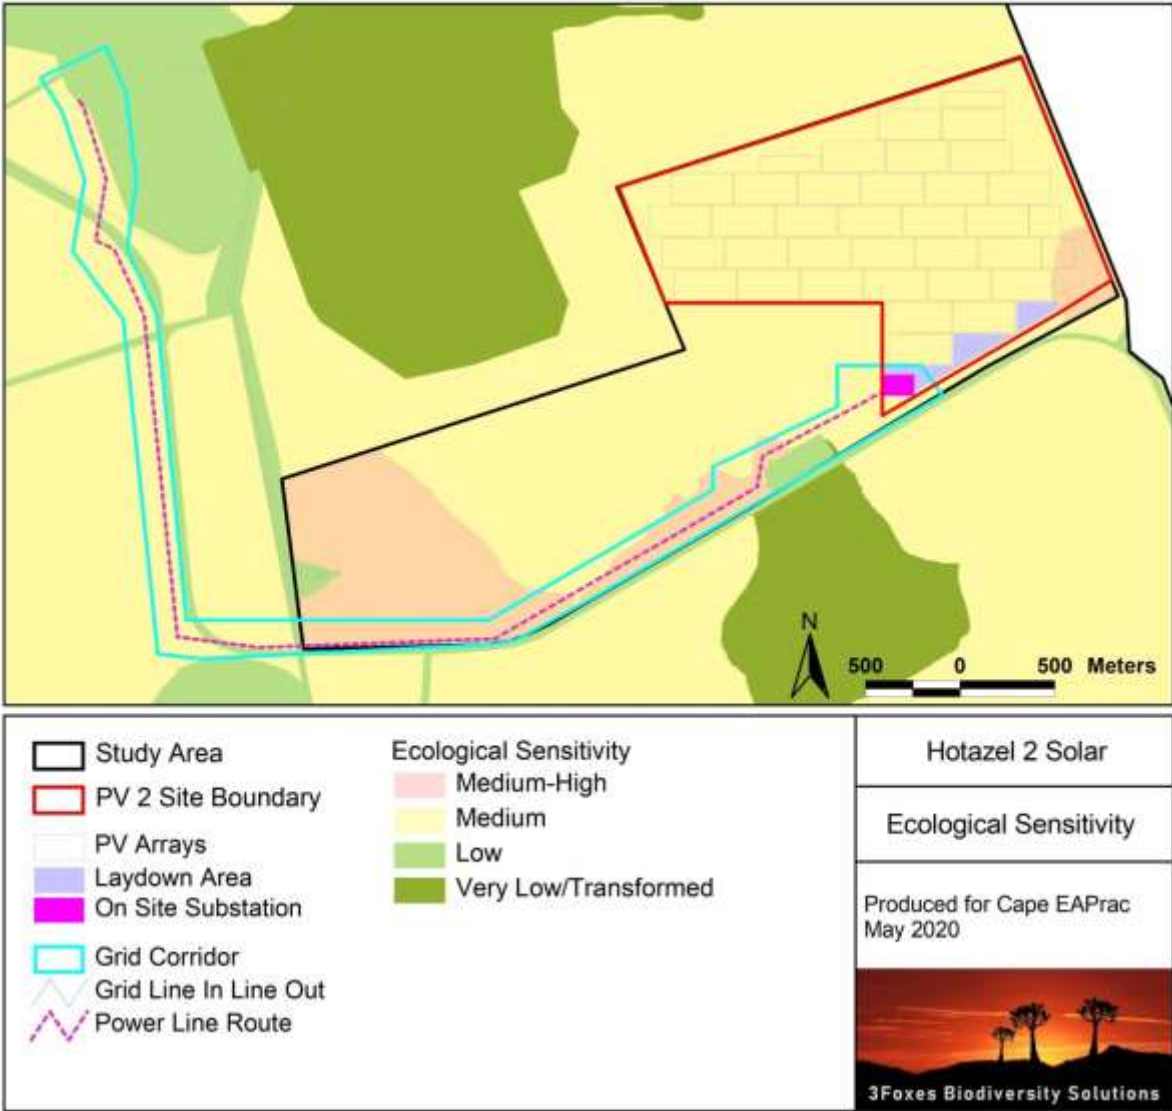 N
500 0 500 Meters
Study Area
PV 2 Site Boundary
PV Arrays
Laydown Area
On Site Substation
Grid Corridor
Grid Line In Line Out
Power Line Route
Ecological Sensitivity
Medium-High
Medium
Low
Very Low/Transformed
Hotazel 2 Solar
Ecological Sensitivity
Produced for Cape EAPrac
May 2020
3Foxes Biodiversity Solutions